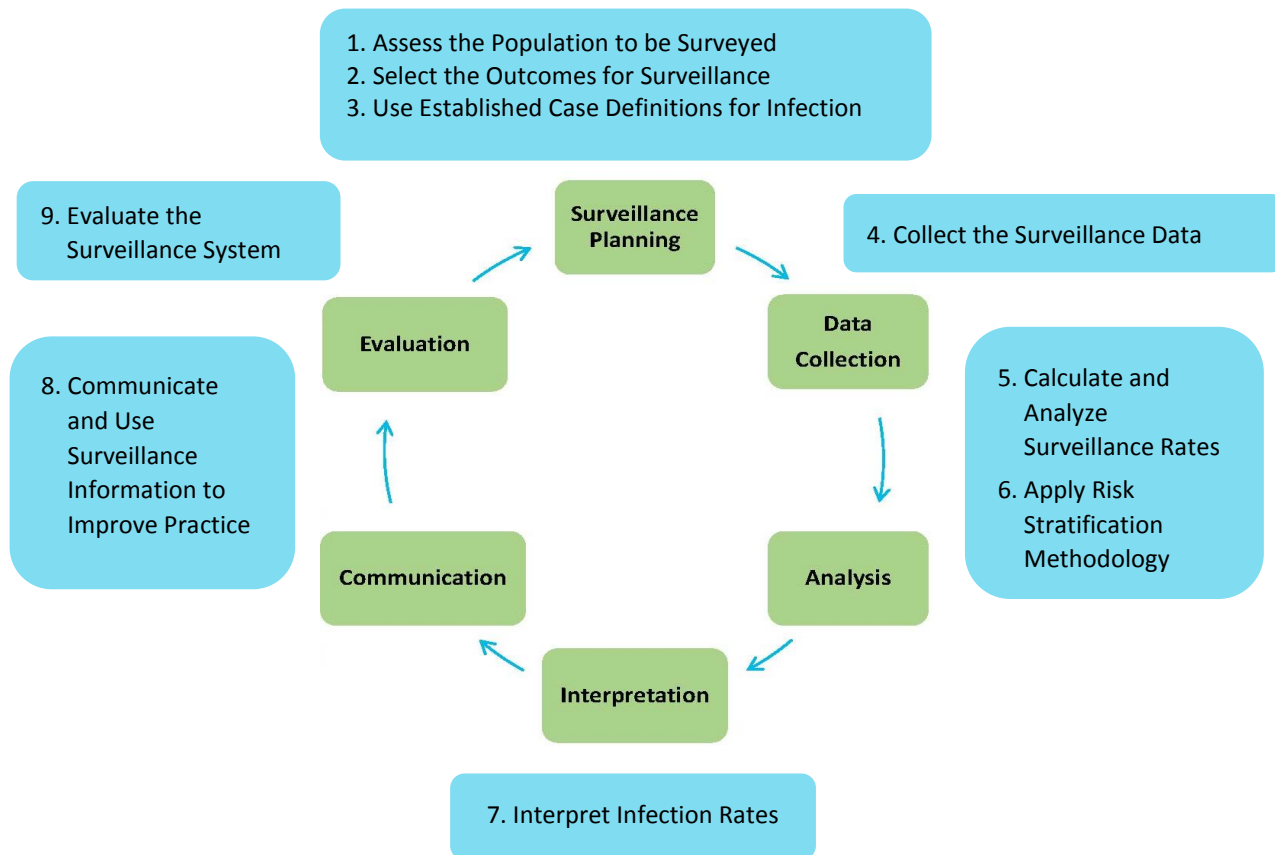 1. Assess the Population to be Surveyed
2. Select the Outcomes for Surveillance
3. Use Established Case Definitions for Infection
9. Evaluate the
Surveillance System
Surveillance
Planning
4. Collect the Surveillance Data
Evaluation
Data
Collection
8. Communicate
and Use
Surveillance
Information to
Improve Practice
5. Calculate and
Analyze
Surveillance Rates
6. Apply Risk
Stratification
Methodology
Communication
Analysis
Interpretation
7. Interpret Infection Rates